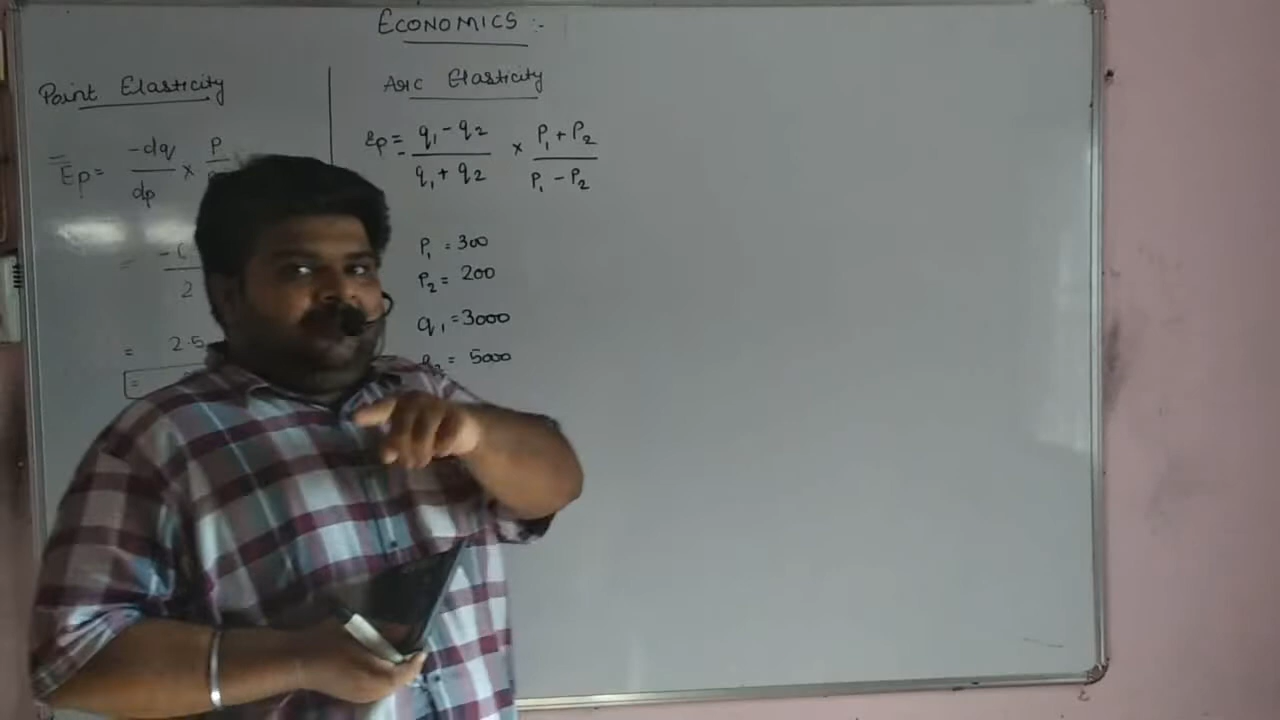 ECONOMICS :-
Point Elasticity
Ep = -dq/dp × P
= -(
2
= 2.5
=
Arc Elasticity
Ep = q₁ - q₂ / q₁ + q₂ × P₁ + P₂ / P₁ - P₂
P₁ = 300
P₂ = 200
q₁ = 3000
= 5000